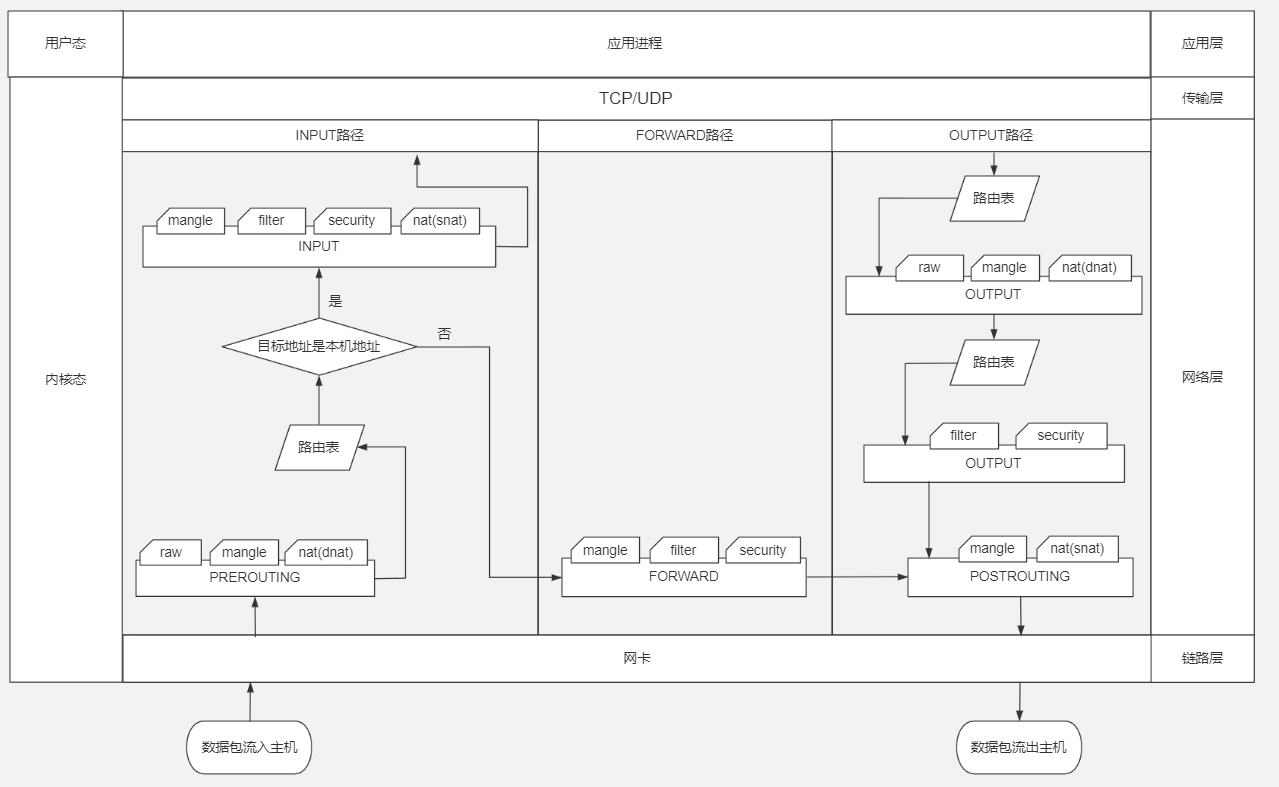 用户态
应用进程
应用层
TCP/UDP
传输层
INPUT路径
FORWARD路径
OUTPUT路径
路由表
mangle
filter
security
nat(snat)
INPUT
raw
mangle
nat(dnat)
OUTPUT
是
否
目标地址是本机地址
路由表
内核态
网络层
路由表
filter
security
OUTPUT
raw
mangle
nat(dnat)
PREROUTING
mangle
filter
security
FORWARD
mangle
nat(snat)
POSTROUTING
网卡
链路层
数据包流入主机
数据包流出主机